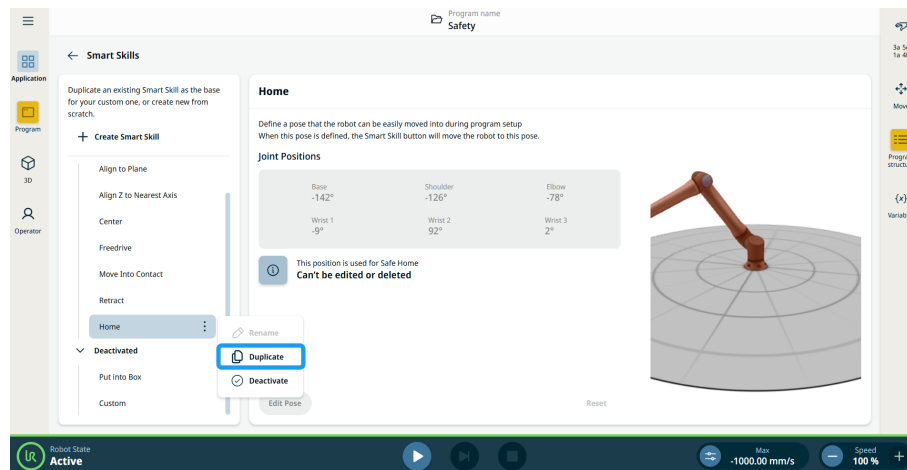 Program name
Safety
Smart Skills
Application
Program
3D
Operator
Duplicate an existing Smart Skill as the base
for your custom one, or create new from
scratch.
Create Smart Skill
Align to Plane
Align Z to Nearest Axis
Center
Freedrive
Move Into Contact
Retract
Home
Deactivated
Put into Box
Custom
Rename
Duplicate
Deactivate
Home
Define a pose that the robot can be easily moved into during program setup
When this pose is defined, the Smart Skill button will move the robot to this pose.
Joint Positions
Base Shoulder Elbow
-142° -126° -78°
Wrist 1 Wrist 2 Wrist 3
-9° 92° 2°
This position is used for Safe Home
Can't be edited or deleted
Edit Pose Reset
Move
{x}
UR
Robot State
Active
Max
-1000.00 mm/s
Speed
100 %